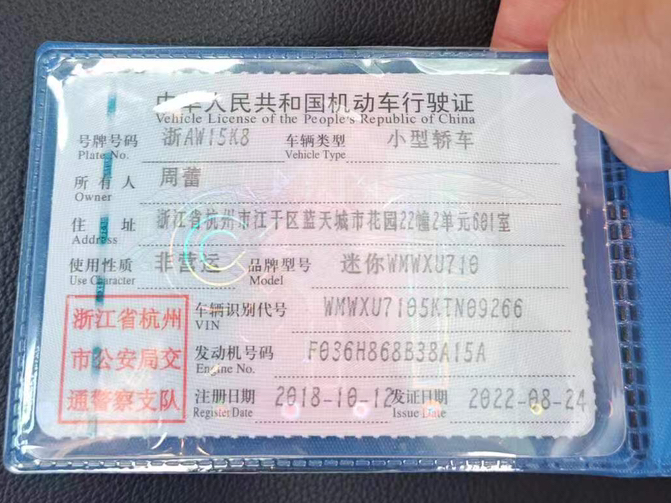 中华人民共和国机动车行驶证
Vehicle License of the People's Republic of China
号牌号码 浙AW15K8 车辆类型 小型轿车
Plate No. Vehicle Type
所有人 周蕾
Owner
住址 浙江省杭州市江干区蓝天城市花园22幢2单元601室
Address
使用性质 非营运 品牌型号 迷你WMWXU710
Use Character Model
浙江省杭州
市公安局交
通警察支队
车辆识别代号 WMWXU7105KTN09266
VIN
发动机号码 F036H868B38A15A
Engine No.
注册日期 2018-10-12 发证日期 2022-08-24
Register Date Issue Date